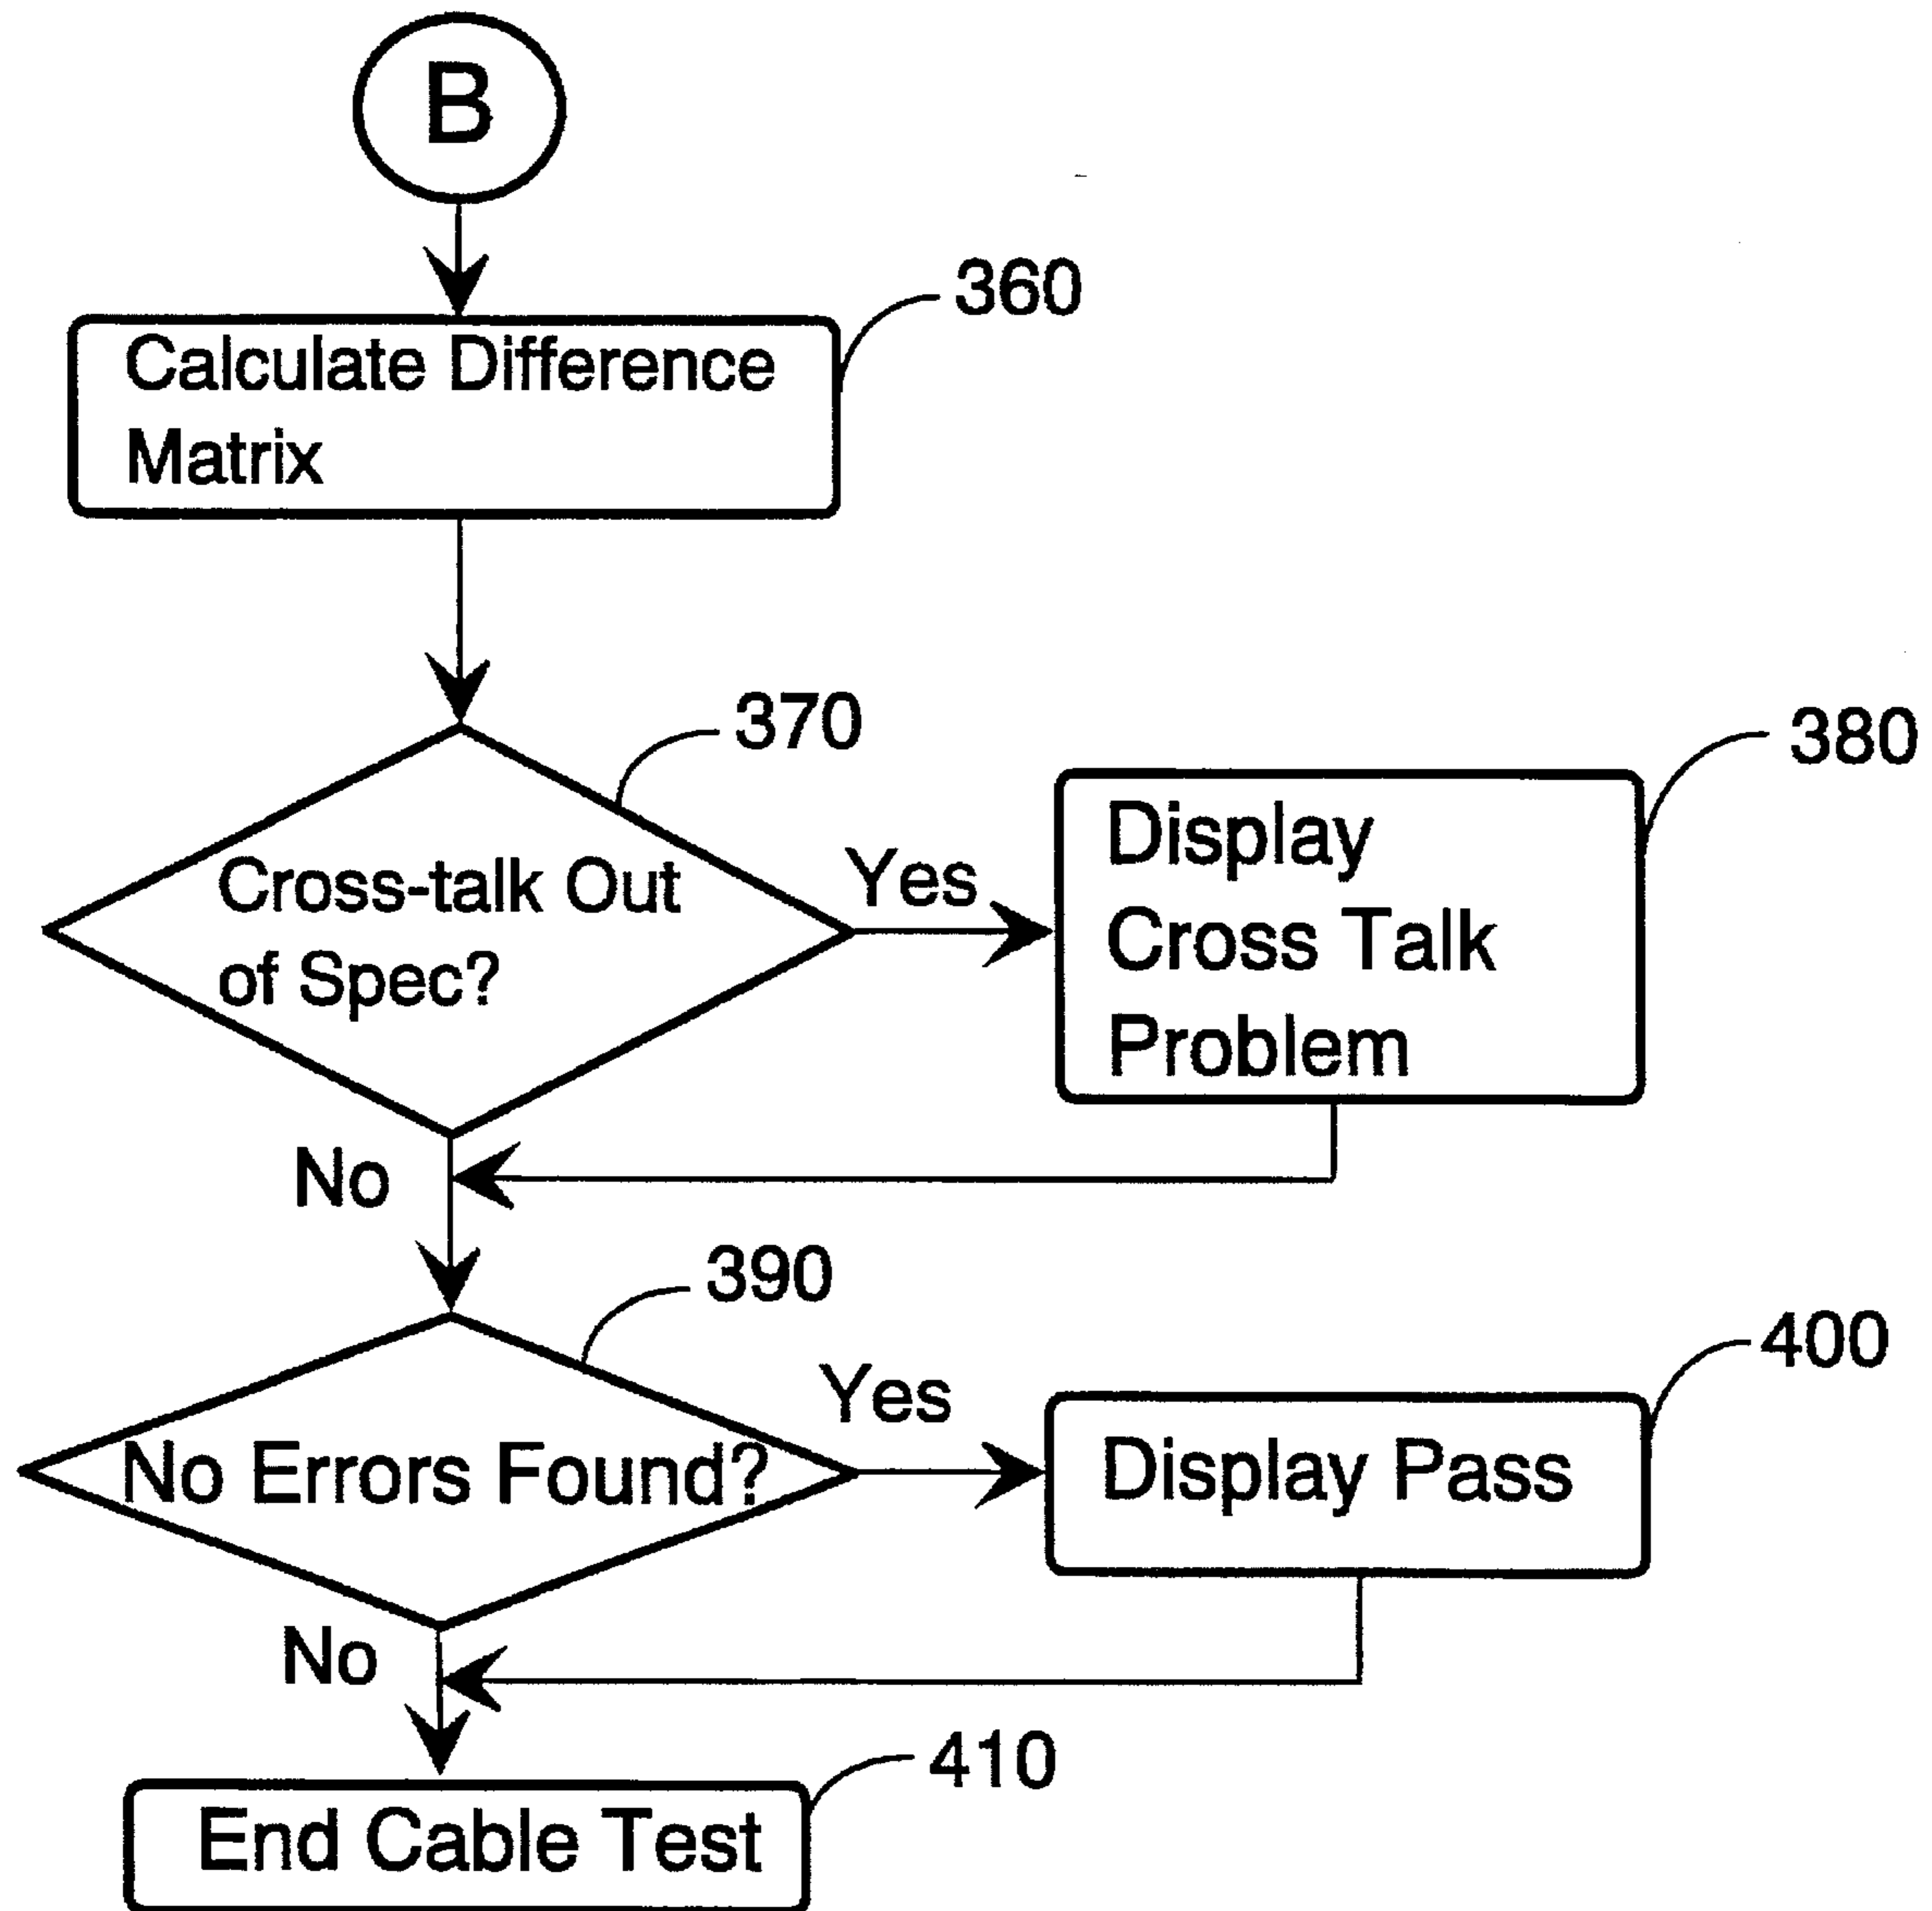 B
360
Calculate Difference
Matrix
370
380
Cross-talk Out
of Spec?
Yes
Display
Cross Talk
Problem
No
390
400
Yes
No Errors Found?
Display Pass
No
410
End Cable Test